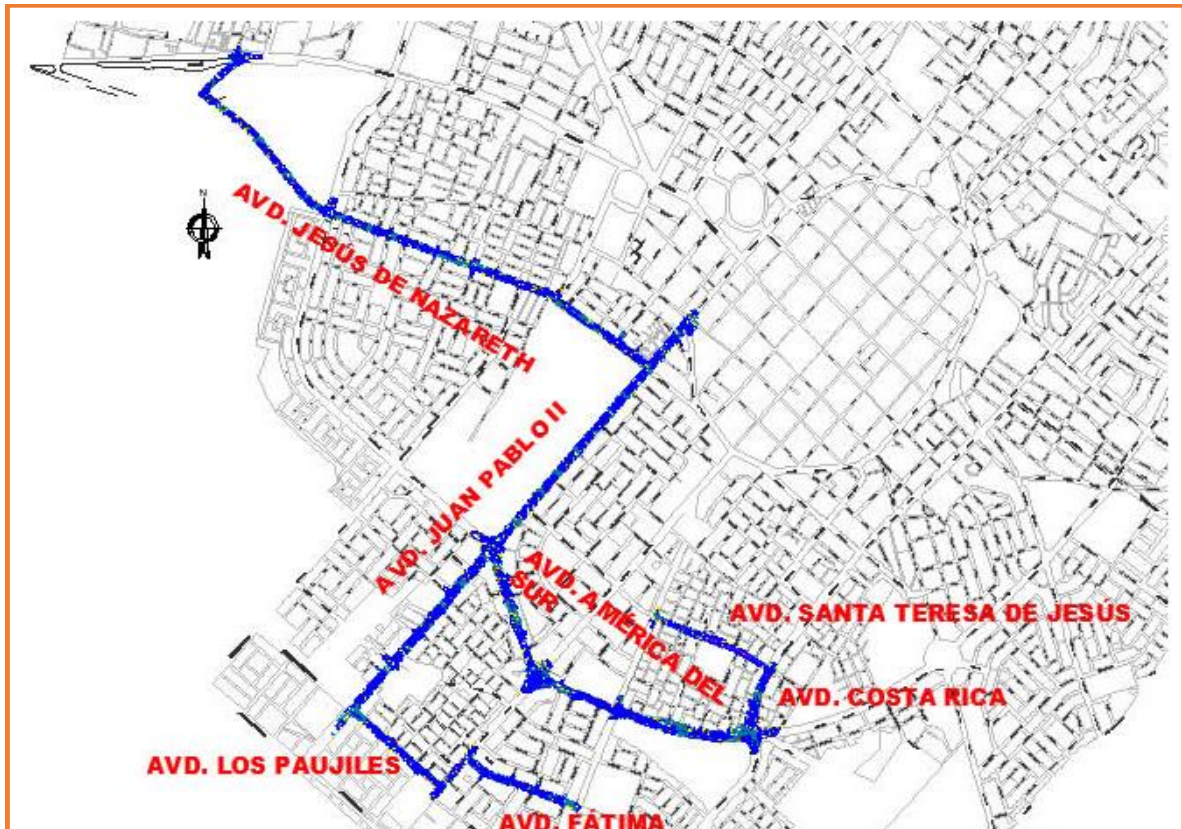 N
AVD. JESÚS DE NAZARETH
AVD. JUAN PABLO II
AVD. AMÉRICA DEL
SUR
AVD. SANTA TERESA DE JESÚS
AVD. COSTA RICA
AVD. LOS PAUJILES
AVD. FÁTIMA